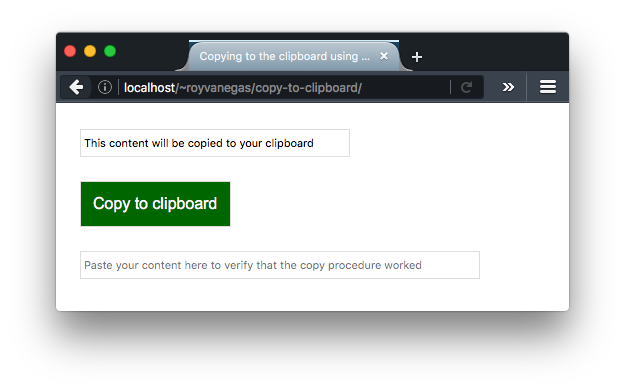 Copying to the clipboard using ...
localhost/~royvanegas/copy-to-clipboard/
This content will be copied to your clipboard
Copy to clipboard
Paste your content here to verify that the copy procedure worked